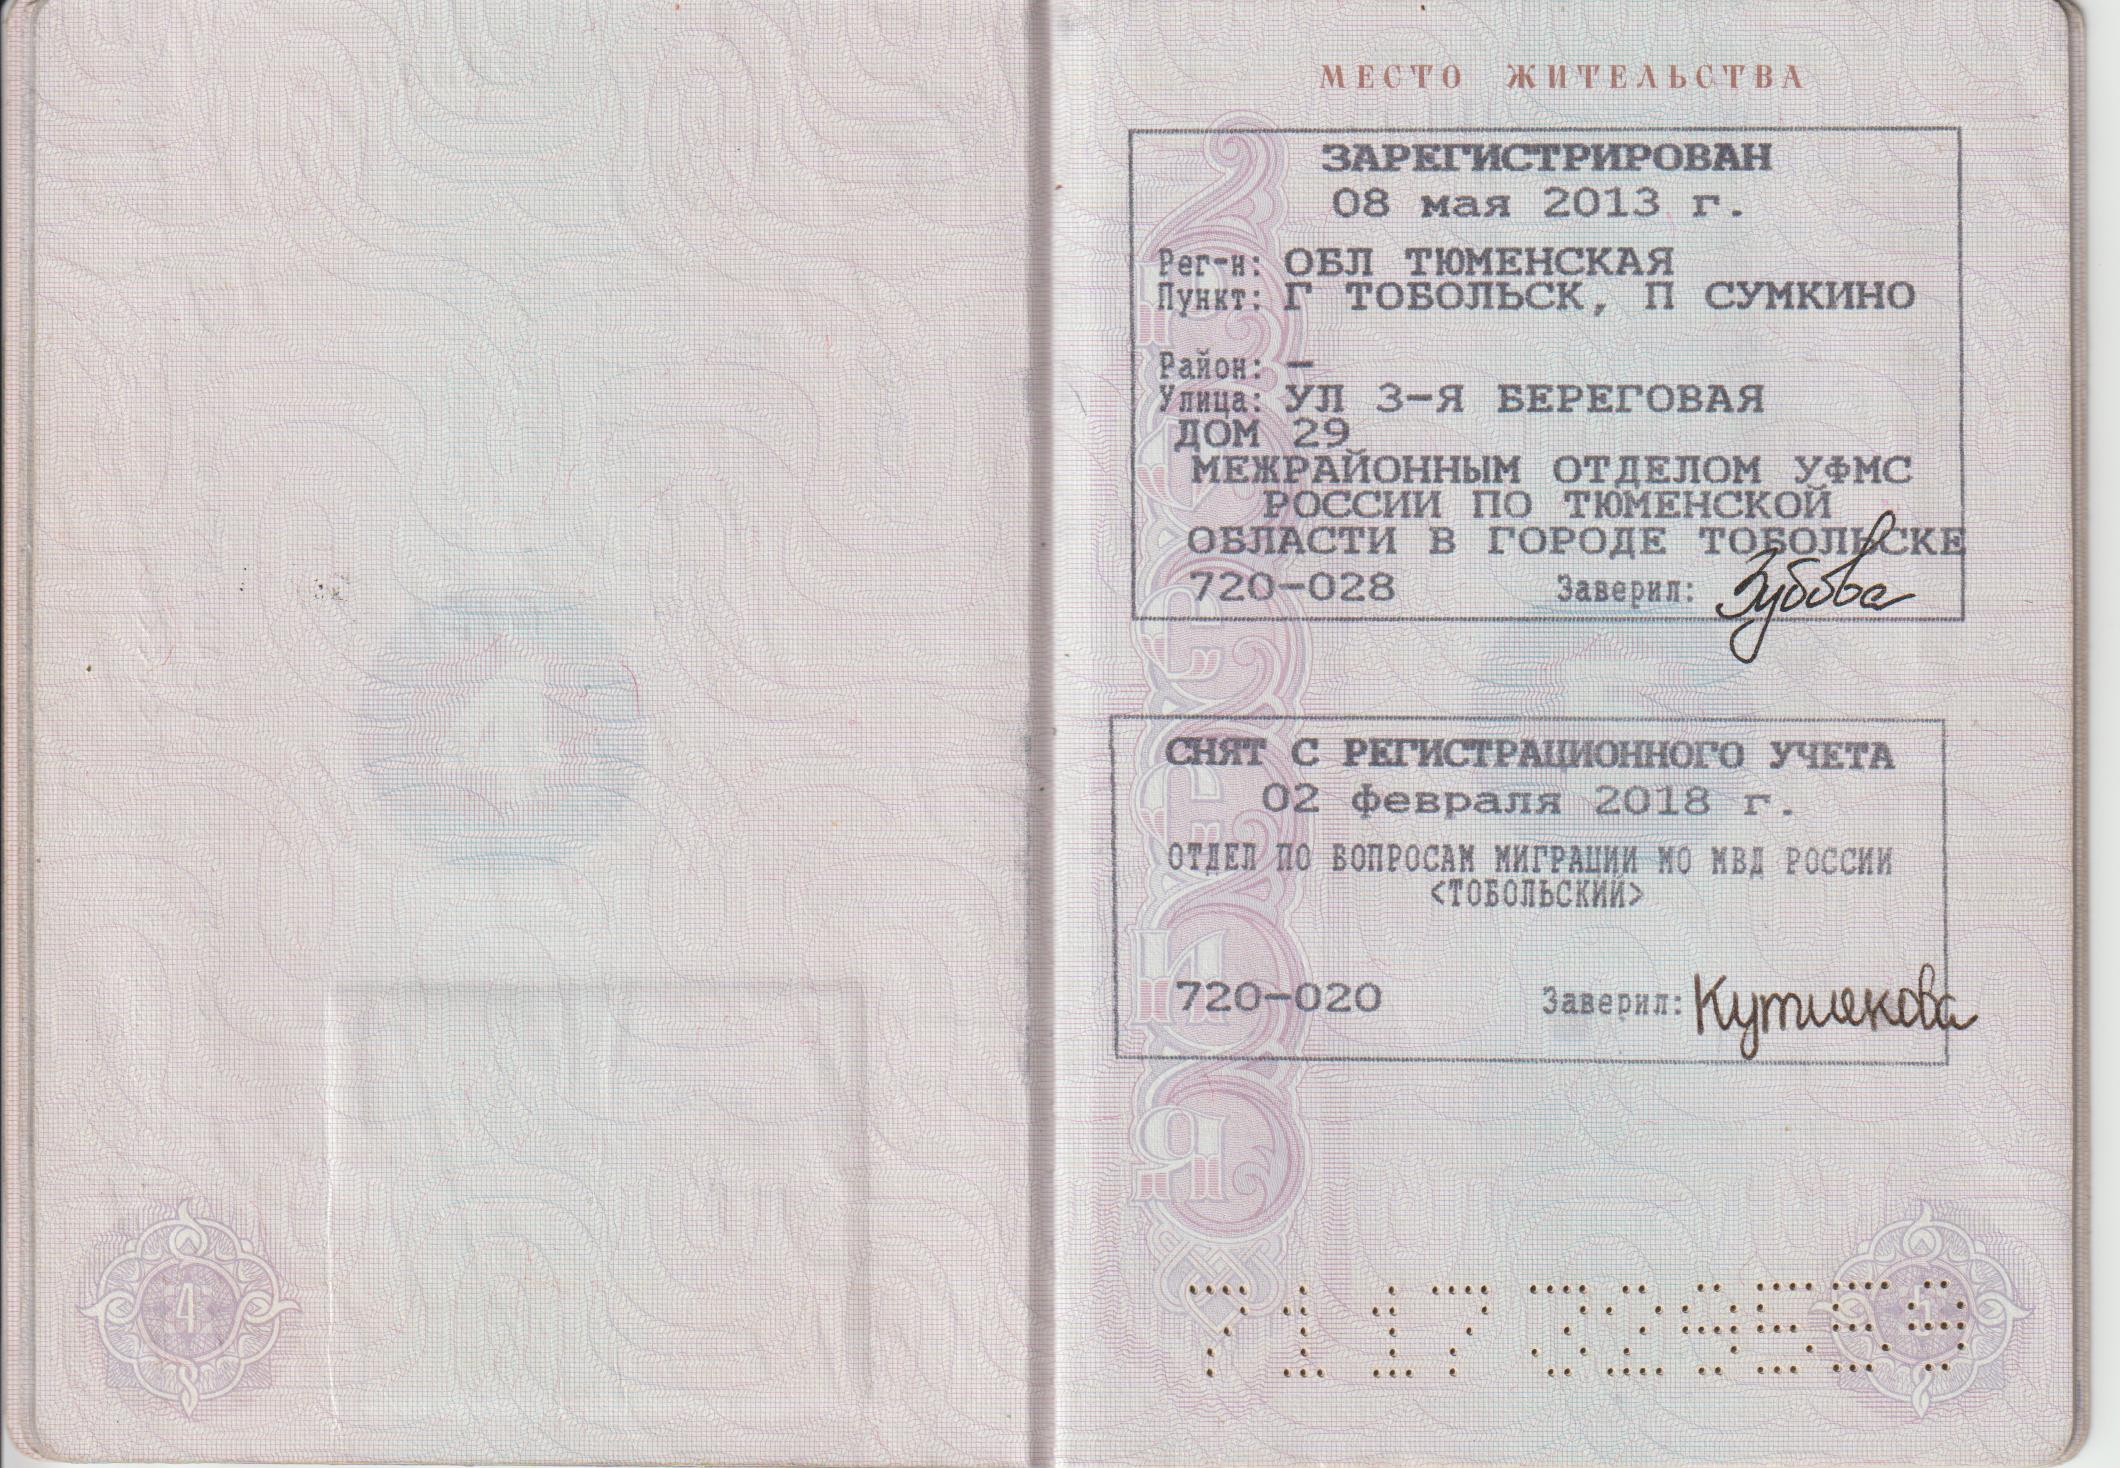 МЕСТО ЖИТЕЛЬСТВА
ЗАРЕГИСТРИРОВАН
08 мая 2013 г.
Рег-н: ОБЛ ТЮМЕНСКАЯ
Пункт: Г ТОБОЛЬСК, П СУМКИНО
Район: –
Улица: УЛ 3-Я БЕРЕГОВАЯ
ДОМ 29
МЕЖРАЙОННЫМ ОТДЕЛОМ УФМС
РОССИИ ПО ТЮМЕНСКОЙ
ОБЛАСТИ В ГОРОДЕ ТОБОЛЬСКЕ
720-028 Заверил: Зубова
СНЯТ С РЕГИСТРАЦИОННОГО УЧЕТА
02 февраля 2018 г.
ОТДЕЛ ПО ВОПРОСАМ МИГРАЦИИ МО МВД РОССИИ
<ТОБОЛЬСКИЙ>
720-020 Заверил:
РОССИЯ
4
5